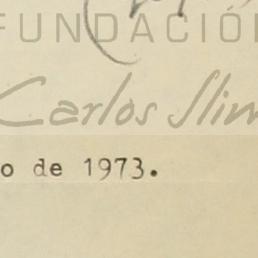 FUNDACIÓ
Carlos Slim
o de 1973.